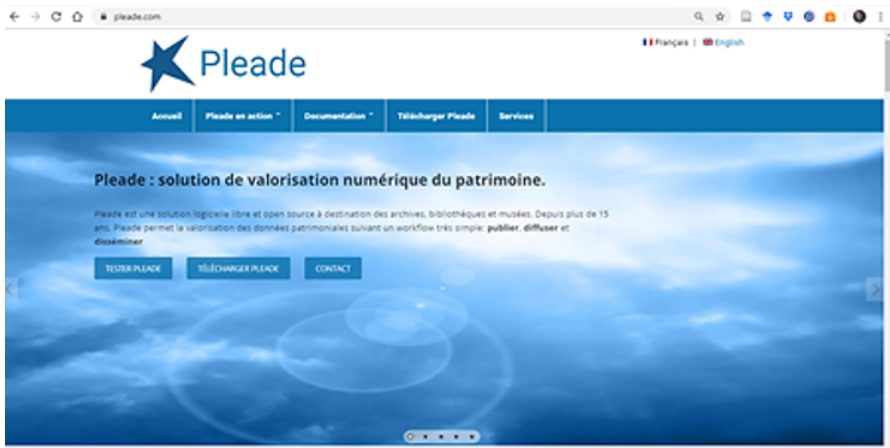 pleade.com
Français | English
Pleade
Accueil Pleade en action Documentation Télécharger Pleade Services
Pleade : solution de valorisation numérique du patrimoine.
Pleade est une solution logicielle libre et open source à destination des archives, bibliothèques et musées. Depuis plus de 15
ans, Pleade permet la valorisation des données patrimoniales suivant un workflow très simple: publier, diffuser et
disséminer
TESTER PLEADE TÉLÉCHARGER PLEADE CONTACT